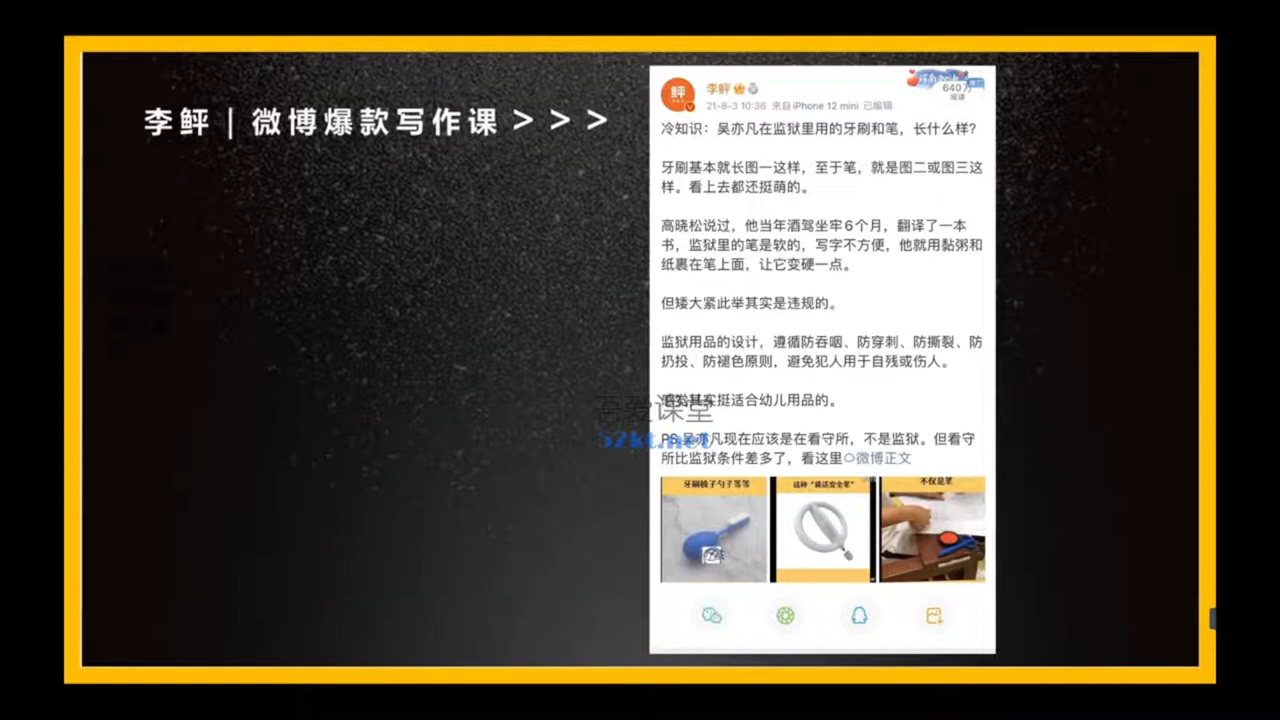 李鲆｜微博爆款写作课＞＞＞
李鲆
640万
阅读
21-8-3 10:36 来自iPhone 12 mini 已编辑
冷知识：吴亦凡在监狱里用的牙刷和笔，长什么样？
牙刷基本就长图一这样，至于笔，就是图二或图三这
样。看上去都还挺萌的。
高晓松说过，他当年酒驾坐牢6个月，翻译了一本
书，监狱里的笔是软的，写字不方便，他就用黏粥和
纸裹在笔上面，让它变硬一点。
但矮大紧此举其实是违规的。
监狱用品的设计，遵循防吞咽、防穿刺、防撕裂、防
扔投、防褪色原则，避免犯人用于自残或伤人。
感觉其实挺适合幼儿用品的。
吾爱课堂
52kt.net
PS.吴亦凡现在应该是在看守所，不是监狱。但看守
所比监狱条件差多了，看这里微博正文
牙刷梳子勺子等等
这种“成活安全笔”
不仅是笔